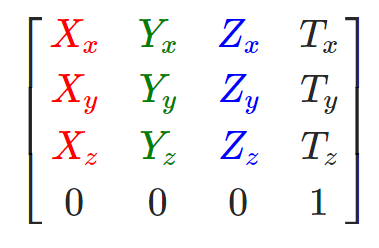 X_x Y_x Z_x T_x
X_y Y_y Z_y T_y
X_z Y_z Z_z T_z
0 0 0 1